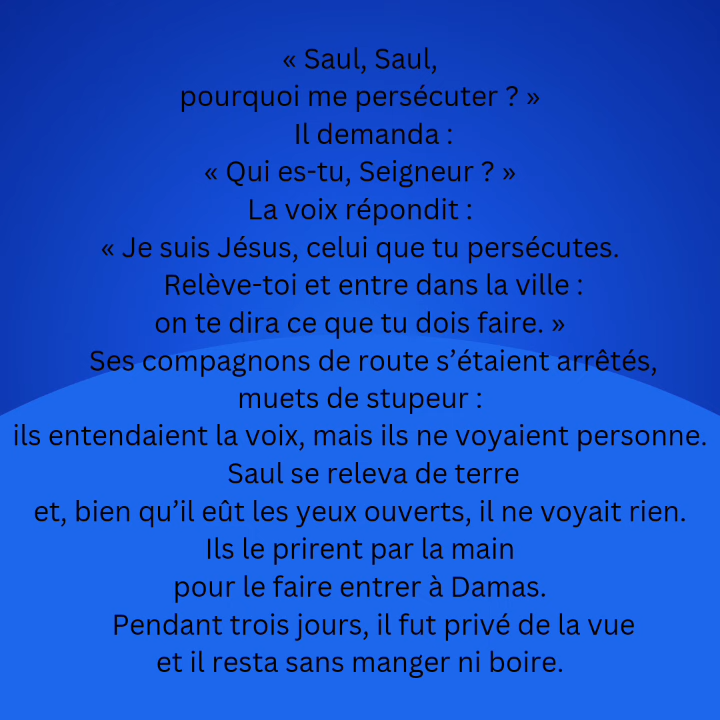 « Saul, Saul,
pourquoi me persécuter ? »
Il demanda :
« Qui es-tu, Seigneur ? »
La voix répondit :
« Je suis Jésus, celui que tu persécutes.
Relève-toi et entre dans la ville :
on te dira ce que tu dois faire. »
Ses compagnons de route s’étaient arrêtés,
muets de stupeur :
ils entendaient la voix, mais ils ne voyaient personne.
Saul se releva de terre
et, bien qu’il eût les yeux ouverts, il ne voyait rien.
Ils le prirent par la main
pour le faire entrer à Damas.
Pendant trois jours, il fut privé de la vue
et il resta sans manger ni boire.